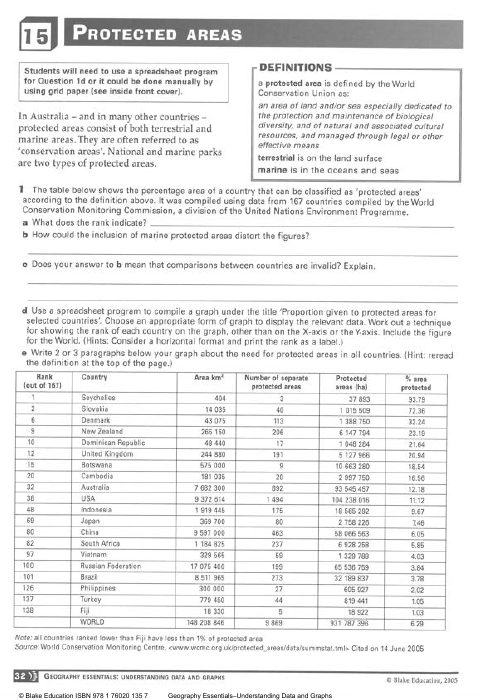 15 PROTECTED AREAS
Students will need to use a spreadsheet program
for Question 1d or it could be done manually by
using grid paper (see inside front cover).
In Australia – and in many other countries –
protected areas consist of both terrestrial and
marine areas. They are often referred to as
'conservation areas'. National and marine parks
are two types of protected areas.
DEFINITIONS
a protected area is defined by the World
Conservation Union as:
an area of land and/or sea especially dedicated to
the protection and maintenance of biological
diversity, and of natural and associated cultural
resources, and managed through legal or other
effective means
terrestrial is on the land surface
marine is in the oceans and seas
1 The table below shows the percentage area of a country that can be classified as 'protected areas'
according to the definition above. It was compiled using data from 167 countries compiled by the World
Conservation Monitoring Commission, a division of the United Nations Environment Programme.
a What does the rank indicate?
b How could the inclusion of marine protected areas distort the figures?
c Does your answer to b mean that comparisons between countries are invalid? Explain.
d Use a spreadsheet program to compile a graph under the title 'Proportion given to protected areas for
selected countries'. Choose an appropriate form of graph to display the relevant data. Work out a technique
for showing the rank of each country on the graph, other than on the X-axis or the Y-axis. Include the figure
for the World. (Hints: Consider a horizontal format and print the rank as a label.)
e Write 2 or 3 paragraphs below your graph about the need for protected areas in all countries. (Hint: reread
the definition at the top of the page.)
Rank (out of 167) Country Area km² Number of separate protected areas Protected areas (ha) % area protected
1 Seychelles 404 3 37 893 93.79
2 Slovakia 14 035 40 1 015 509 72.36
6 Denmark 43 075 113 1 388 750 32.24
9 New Zealand 265 150 206 6 147 794 23.19
10 Dominican Republic 48 440 17 1 048 264 21.64
12 United Kingdom 244 880 191 5 127 966 20.94
15 Botswana 575 000 9 10 663 280 18.54
20 Cambodia 181 035 20 2 997 750 16.56
32 Australia 7 682 300 892 93 545 457 12.18
36 USA 9 372 614 1 494 104 238 016 11.12
48 Indonesia 1 919 445 175 18 565 282 9.67
69 Japan 369 700 80 2 758 226 7.46
80 China 9 597 000 463 58 066 563 6.05
82 South Africa 1 184 825 237 6 928 258 5.85
97 Vietnam 329 565 59 1 329 788 4.03
100 Russian Federation 17 075 400 199 65 536 759 3.84
101 Brazil 8 511 965 273 32 189 837 3.78
126 Philippines 300 000 27 605 927 2.02
137 Turkey 779 450 44 819 441 1.05
138 Fiji 18 330 5 18 922 1.03
WORLD 148 208 846 9 869 931 787 396 6.29
Note: all countries ranked lower than Fiji have less than 1% of protected area
Source: World Conservation Monitoring Centre, <www.wcmc.org.uk/protected_areas/data/summstat.tml> Cited on 14 June 2005
32 GEOGRAPHY ESSENTIALS: UNDERSTANDING DATA AND GRAPHS
© Blake Education, 2005
© Blake Education ISBN 978 1 76020 135 7 Geography Essentials–Understanding Data and Graphs